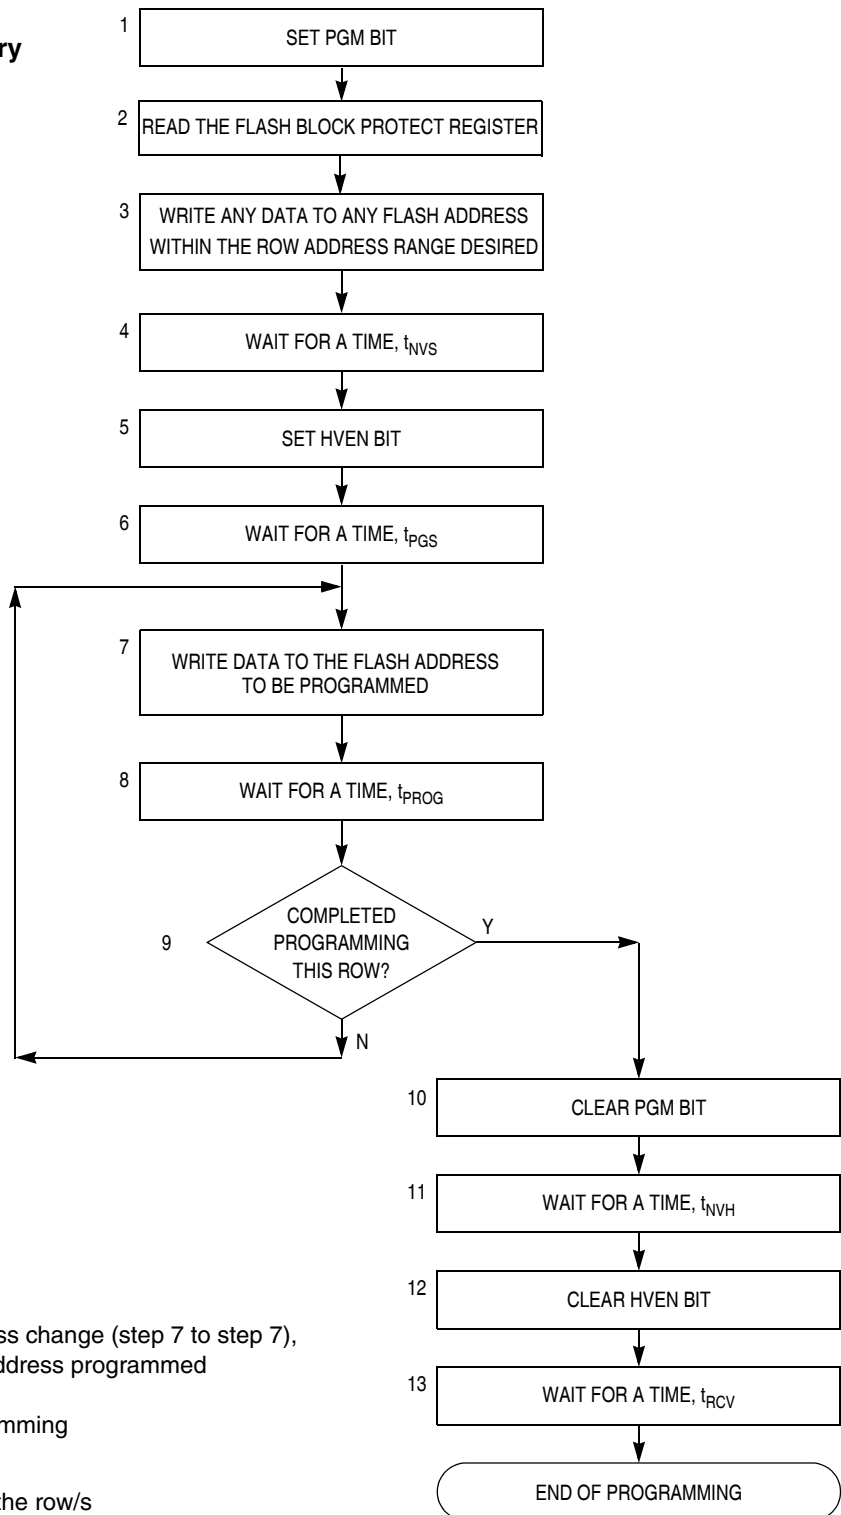 1
SET PGM BIT
ry
2
READ THE FLASH BLOCK PROTECT REGISTER
3
WRITE ANY DATA TO ANY FLASH ADDRESS
WITHIN THE ROW ADDRESS RANGE DESIRED
4
WAIT FOR A TIME, tNVS
5
SET HVEN BIT
6
WAIT FOR A TIME, tPGS
7
WRITE DATA TO THE FLASH ADDRESS
TO BE PROGRAMMED
8
WAIT FOR A TIME, tPROG
9
COMPLETED
PROGRAMMING
THIS ROW?
Y
N
10
CLEAR PGM BIT
11
WAIT FOR A TIME, tNVH
12
CLEAR HVEN BIT
13
WAIT FOR A TIME, tRCV
END OF PROGRAMMING
ss change (step 7 to step 7),
ddress programmed
mming
the row/s